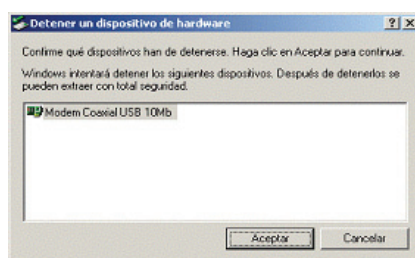 Detener un dispositivo de hardware
Confirme qué dispositivos han de detenerse. Haga clic en Aceptar para continuar.
Windows intentará detener los siguientes dispositivos. Después de detenerlos se
pueden extraer con total seguridad.
Modem Coaxial USB 10Mb
Aceptar
Cancelar